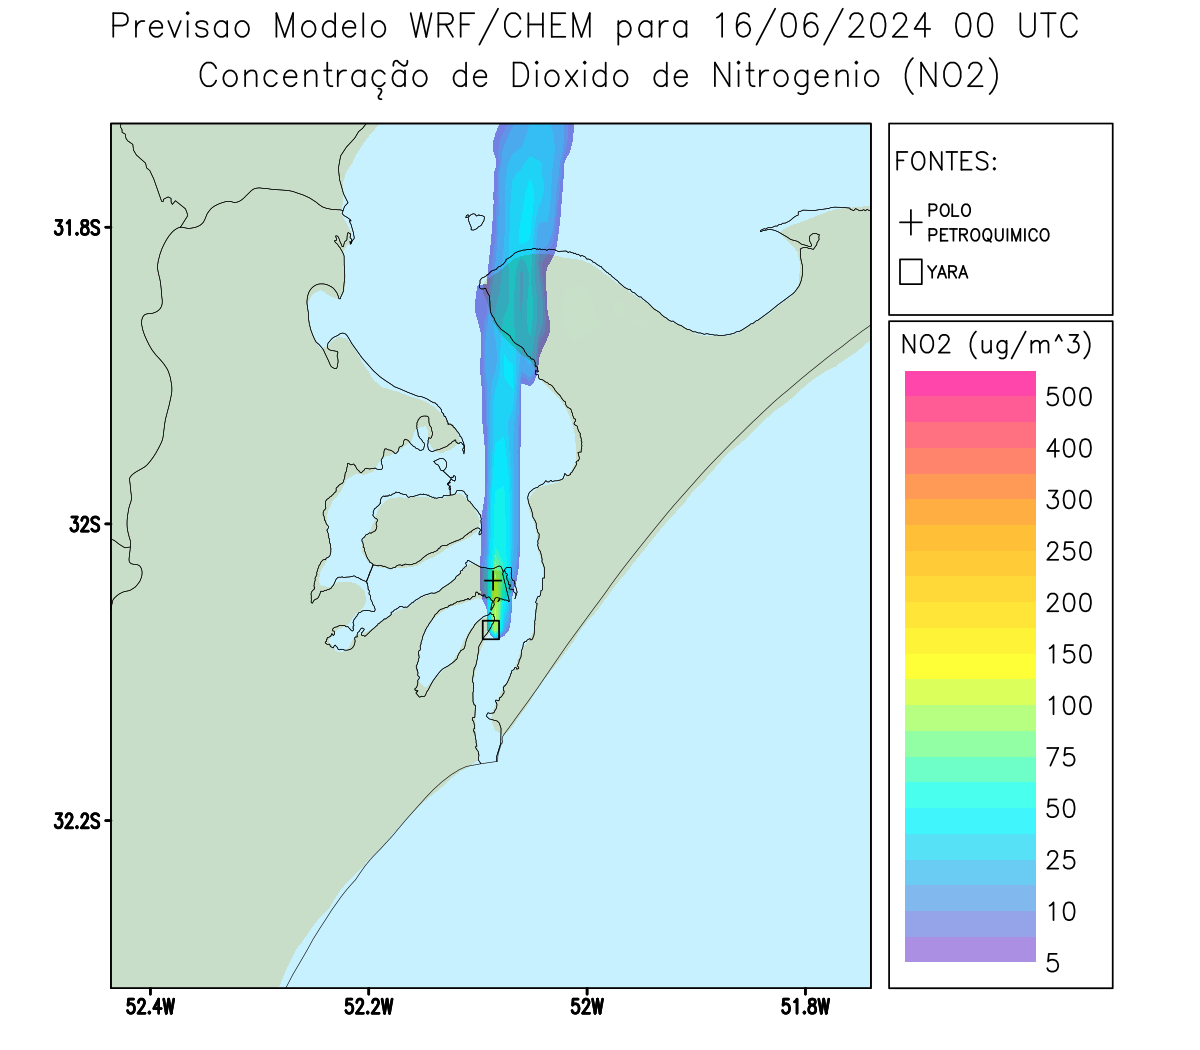 Previsao Modelo WRF/CHEM para 16/06/2024 00 UTC
Concentração de Dioxido de Nitrogenio (NO2)
FONTES:
POLO
PETROQUIMICO
YARA
31.8S
32S
32.2S
52.4W
52.2W
52W
51.8W
NO2 (ug/m^3)
500
400
300
250
200
150
100
75
50
25
10
5